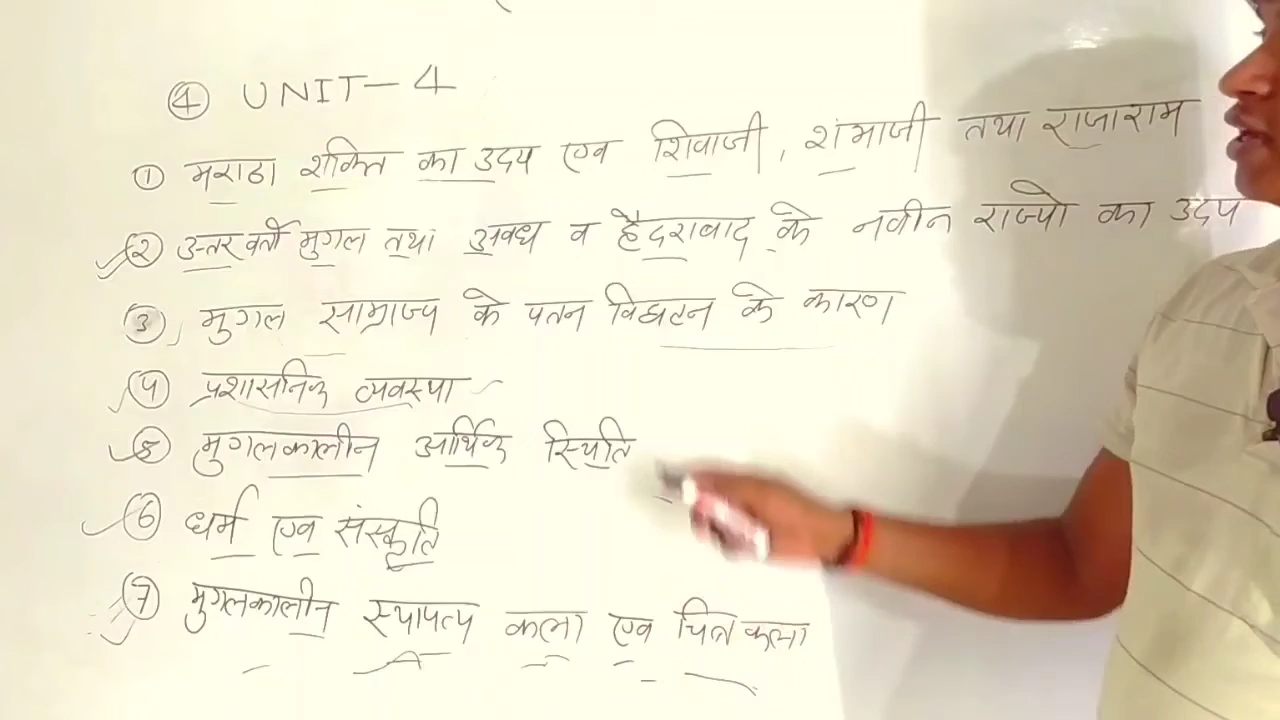 ④ UNIT-4
① मराठा शक्ति का उदय एव शिवाजी, शंभाजी तथा राजाराम
② उत्तरवर्ती मुगल तथा अवध व हैदरावाद के नवीन राज्यो का उदय
③ मुगल साम्राज्य के पतन विघटन के कारण
④ प्रशासनिक व्यवस्था
⑤ मुगलकालीन आर्थिक स्थिति
⑥ धर्म एव संस्कृति
⑦ मुगलकालीन स्थापत्य कला एव चित्रकला